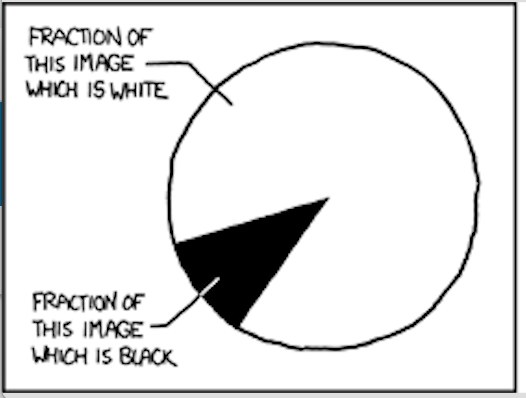 FRACTION OF
THIS IMAGE
WHICH IS WHITE
FRACTION OF
THIS IMAGE
WHICH IS BLACK